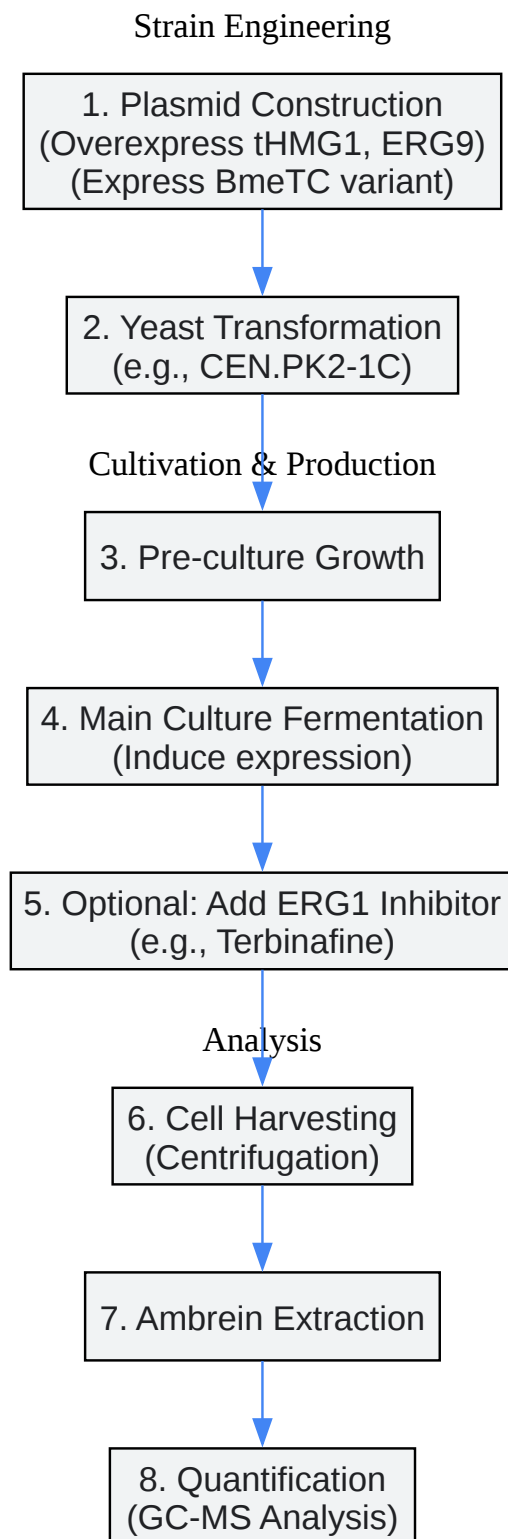 Strain Engineering
1. Plasmid Construction
(Overexpress tHMG1, ERG9)
(Express BmeTC variant)
2. Yeast Transformation
(e.g., CEN.PK2-1C)
Cultivation & Production
3. Pre-culture Growth
4. Main Culture Fermentation
(Induce expression)
5. Optional: Add ERG1 Inhibitor
(e.g., Terbinafine)
Analysis
6. Cell Harvesting
(Centrifugation)
7. Ambrein Extraction
8. Quantification
(GC-MS Analysis)